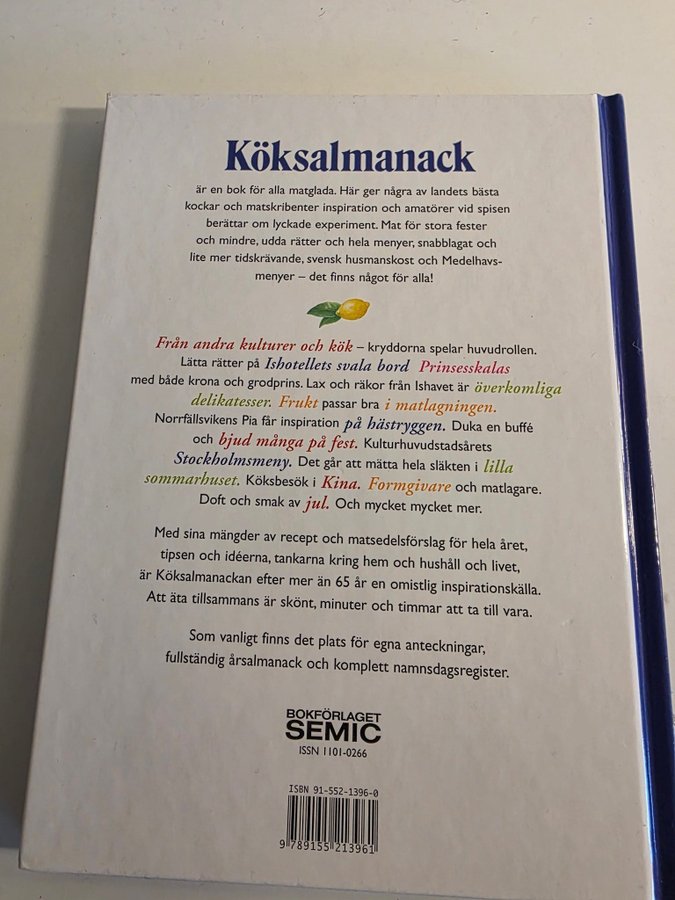 Köksalmanack
är en bok för alla matglada. Här ger några av landets bästa
kockar och matskribenter inspiration och amatörer vid spisen
berättar om lyckade experiment. Mat för stora fester
och mindre, udda rätter och hela menyer, snabblagat och
lite mer tidskrävande, svensk husmanskost och Medelhavs-
menyer – det finns något för alla!
Från andra kulturer och kök – kryddorna spelar huvudrollen.
Lätta rätter på Ishotellets svala bord Prinsesskalas
med både krona och grodprins. Lax och räkor från Ishavet är överkomliga
delikatesser. Frukt passar bra i matlagningen.
Norrfällsvikens Pia får inspiration på hästryggen. Duka en buffé
och bjud många på fest. Kulturhuvudstadsårets
Stockholmsmeny. Det går att mätta hela släkten i lilla
sommarhuset. Köksbesök i Kina. Formgivare och matlagare.
Doft och smak av jul. Och mycket mycket mer.
Med sina mängder av recept och matsedelsförslag för hela året,
tipsen och idéerna, tankarna kring hem och hushåll och livet,
är Köksalmanackan efter mer än 65 år en omistlig inspirationskälla.
Att äta tillsammans är skönt, minuter och timmar att ta till vara.
Som vanligt finns det plats för egna anteckningar,
fullständig årsalmanack och komplett namnsdagsregister.
BOKFÖRLAGET
SEMIC
ISSN 1101-0266
ISBN 91-552-1396-0
9 789155 213961